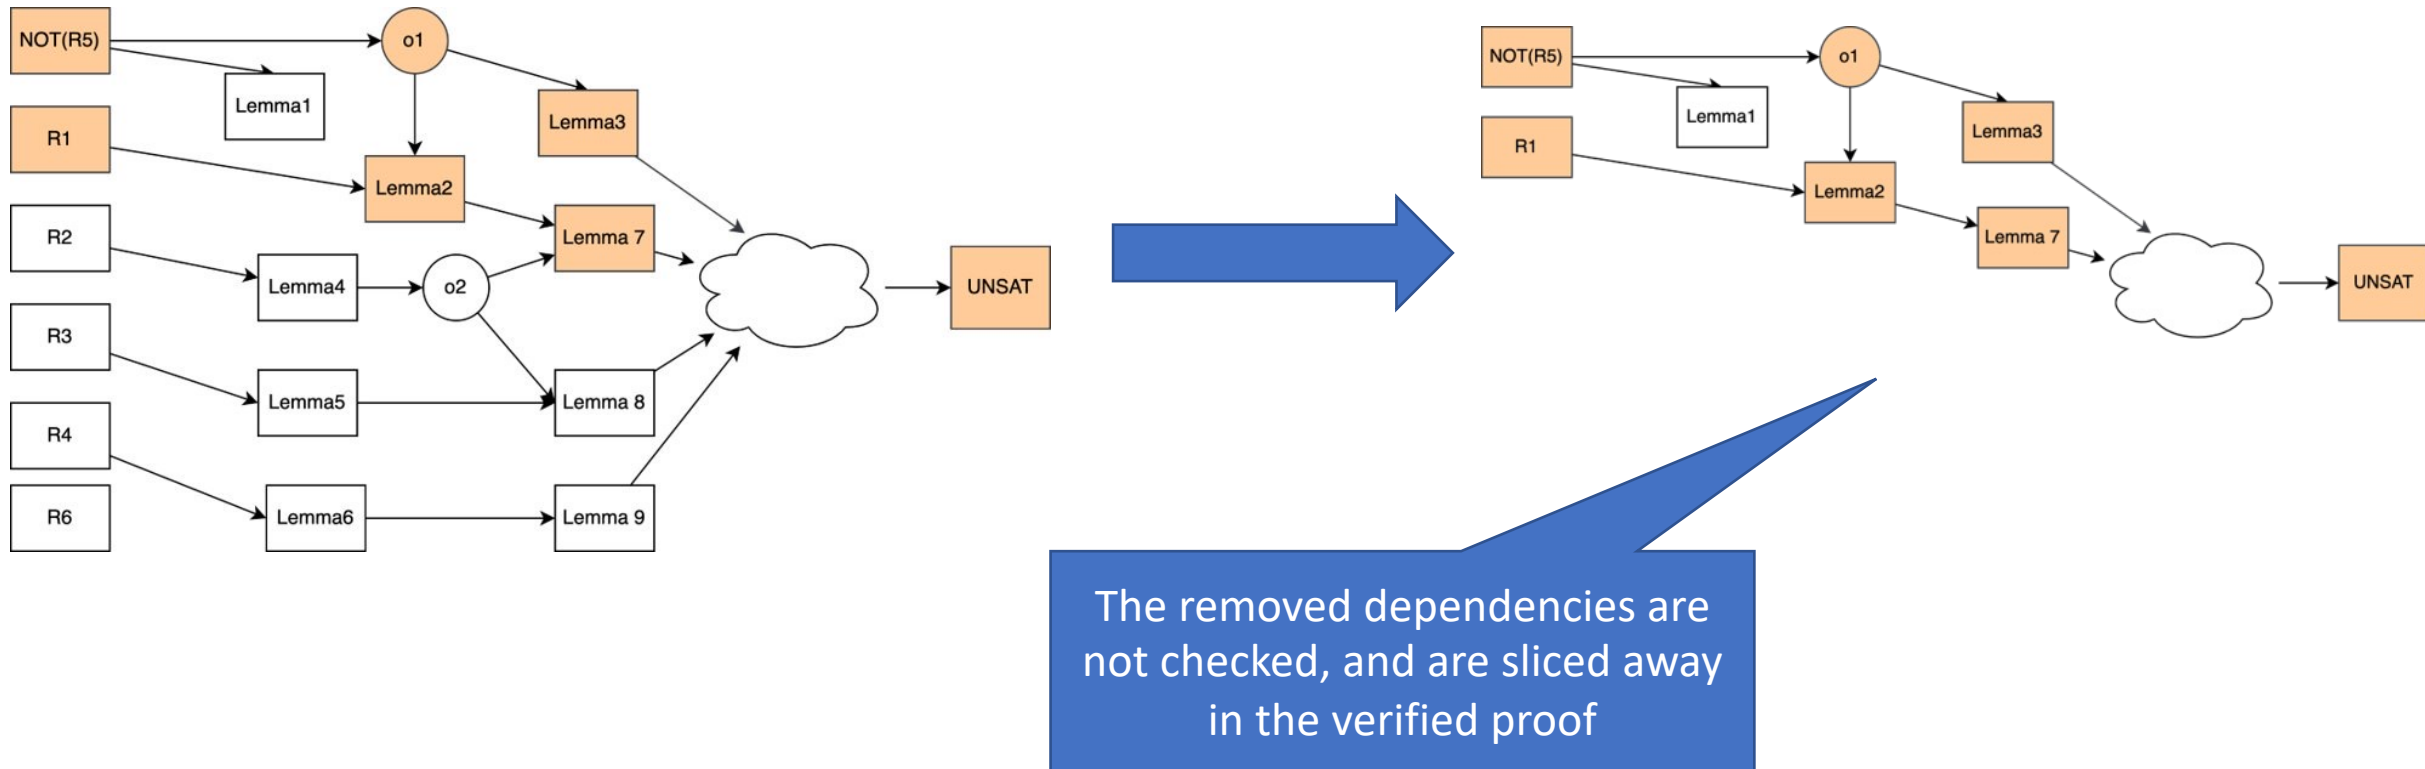 NOT(R5)
o1
Lemma1
Lemma3
R1
Lemma2
R2
Lemma 7
Lemma4
o2
UNSAT
R3
Lemma5
Lemma 8
R4
R6
Lemma6
Lemma 9
NOT(R5)
o1
Lemma1
Lemma3
R1
Lemma2
Lemma 7
UNSAT
The removed dependencies are
not checked, and are sliced away
in the verified proof